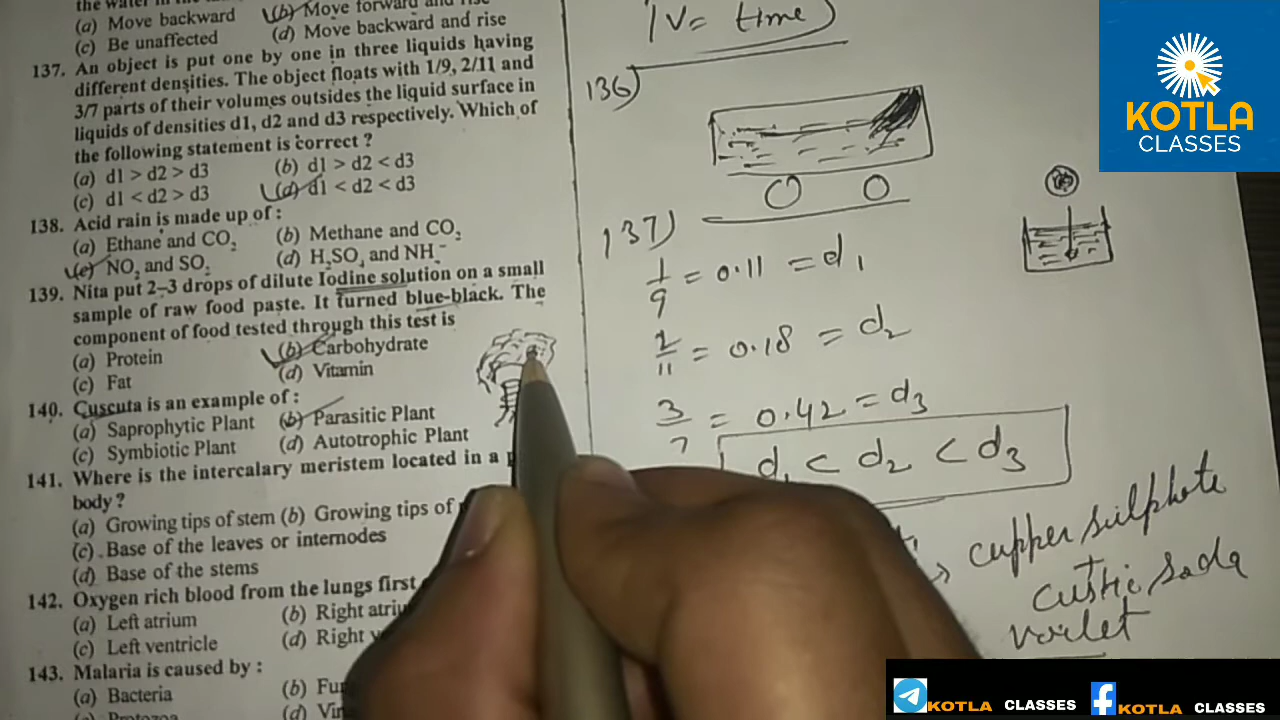 (a) Move backward (b) Move forward and rise
(c) Be unaffected (d) Move backward and rise
137. An object is put one by one in three liquids having
different densities. The object floats with 1/9, 2/11 and
3/7 parts of their volumes outsides the liquid surface in
liquids of densities d1, d2 and d3 respectively. Which of
the following statement is correct ?
(a) d1 > d2 > d3 (b) d1 > d2 < d3
(c) d1 < d2 > d3 (d) d1 < d2 < d3
138. Acid rain is made up of :
(a) Ethane and CO₂ (b) Methane and CO₂
(c) NO₂ and SO₂ (d) H₂SO₄ and NH₄⁻
139. Nita put 2–3 drops of dilute Iodine solution on a small
sample of raw food paste. It turned blue-black. The
component of food tested through this test is
(a) Protein (b) Carbohydrate
(c) Fat (d) Vitamin
140. Cuscuta is an example of :
(a) Saprophytic Plant (b) Parasitic Plant
(c) Symbiotic Plant (d) Autotrophic Plant
141. Where is the intercalary meristem located in a
body ?
(a) Growing tips of stem (b) Growing tips of
(c) Base of the leaves or internodes
(d) Base of the stems
142. Oxygen rich blood from the lungs first
(a) Left atrium (b) Right
(c) Left ventricle (d) Right
143. Malaria is caused by :
(a) Bacteria (b)
(d)
V = time
136)
137)
1/9 = 0.11 = d₁
2/11 = 0.18 = d₂
3/7 = 0.42 = d₃
d₁ < d₂ < d₃
cupper sulphate
custic soda
voilet
KOTLA
CLASSES
KOTLA CLASSES
KOTLA CLASSES